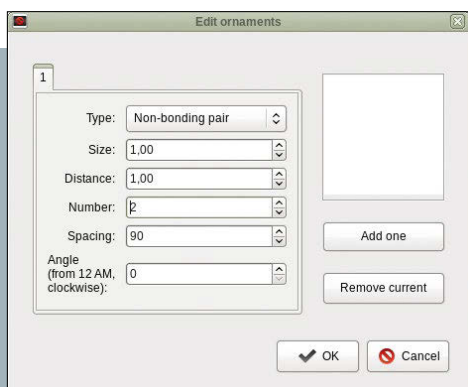 Edit ornaments
1
Type: Non-bonding pair
Size: 1,00
Distance: 1,00
Number: 2
Spacing: 90
Angle
(from 12 AM,
clockwise): 0
Add one
Remove current
OK Cancel